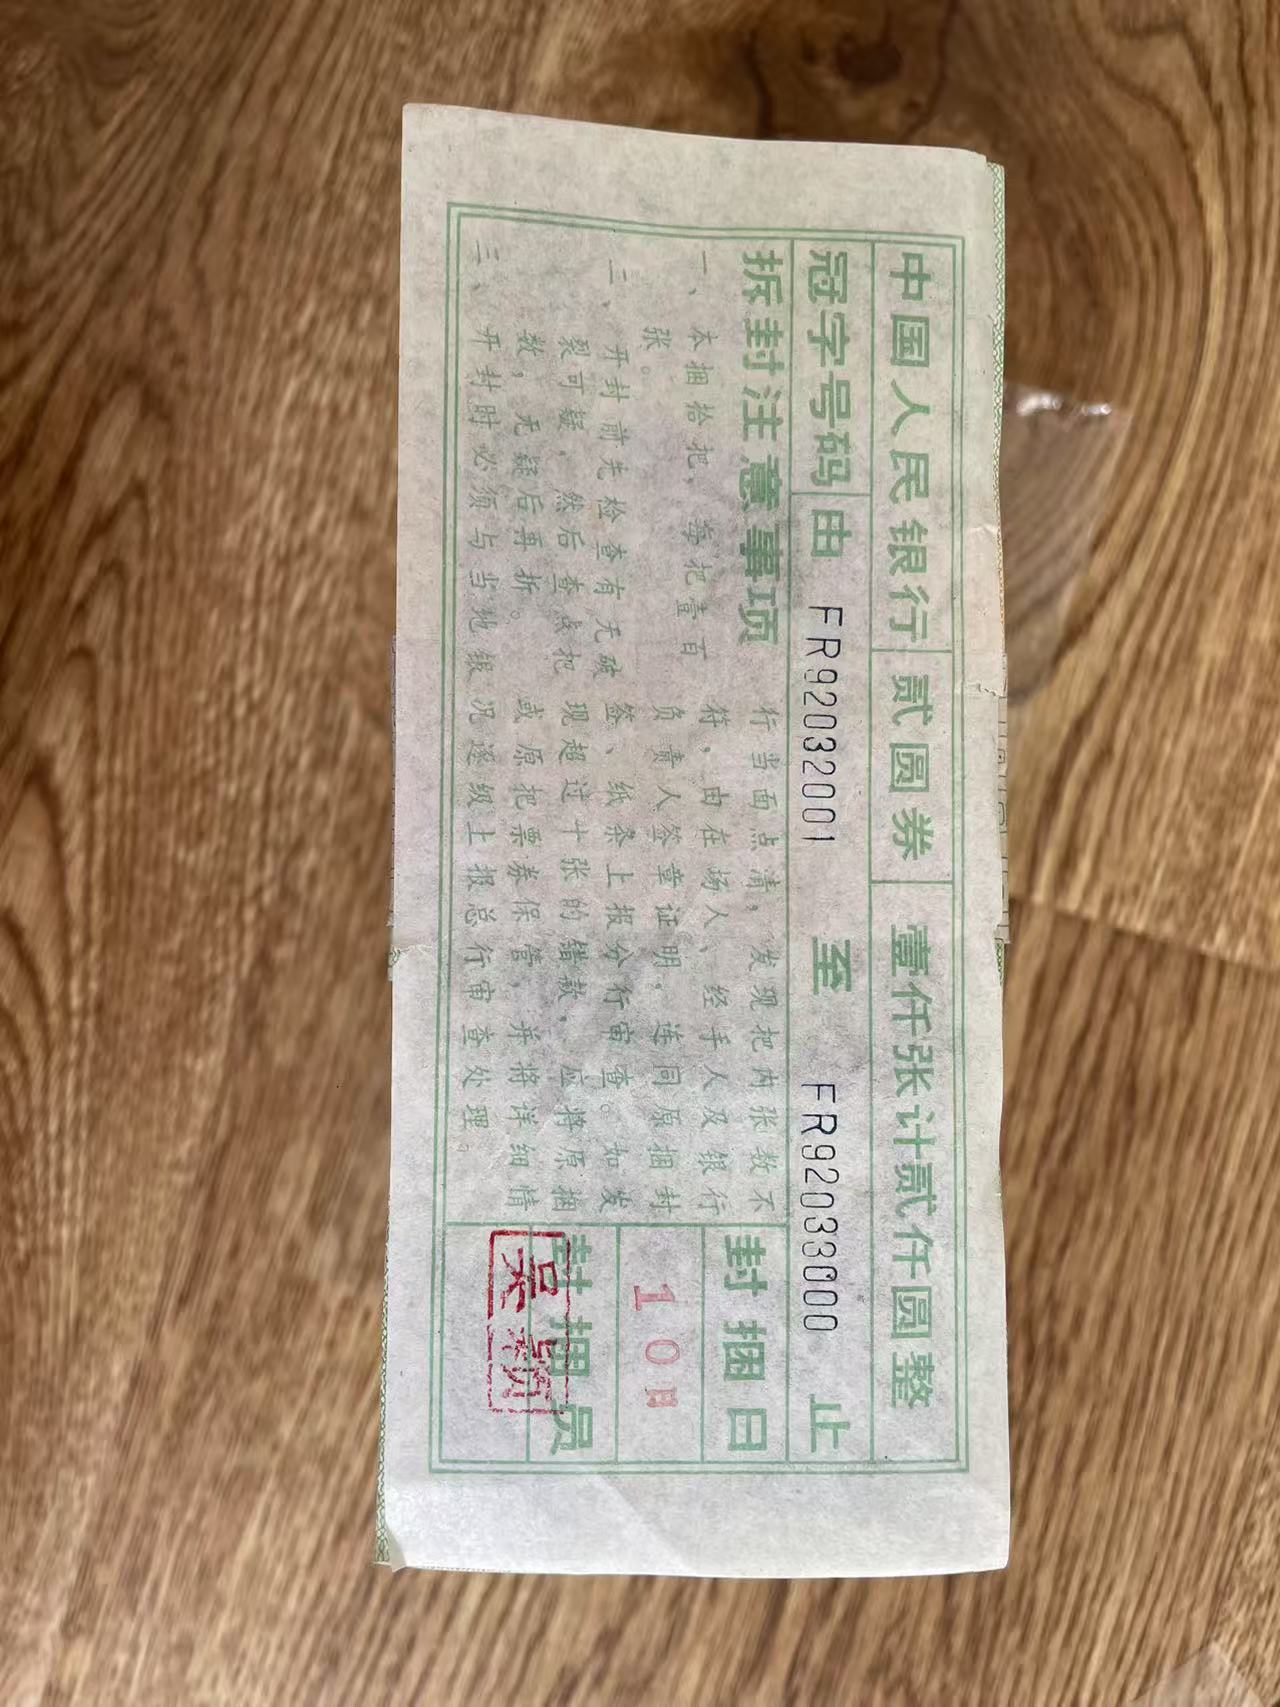 中国人民银行 贰圆券 壹仟张计贰仟圆整
冠字号码 由 FR92032001 至 FR92033000 止
拆封注意事项
一、本捆拾把，每把壹百
张。
二、开封前先检查有无破
裂可疑，然后查点把
数，无疑后再拆。
三、开封时必须与当地银
行当面点清，发现把内张数不
符，由在场人、经手人及银行
负责人签章证明，连同原捆封
签、纸条上报分行审查。如发
现超过十张的错款，应将原捆
或原把票券保管，并将详细情
况逐级上报总行审查处理。
封捆日
10日
封捆员